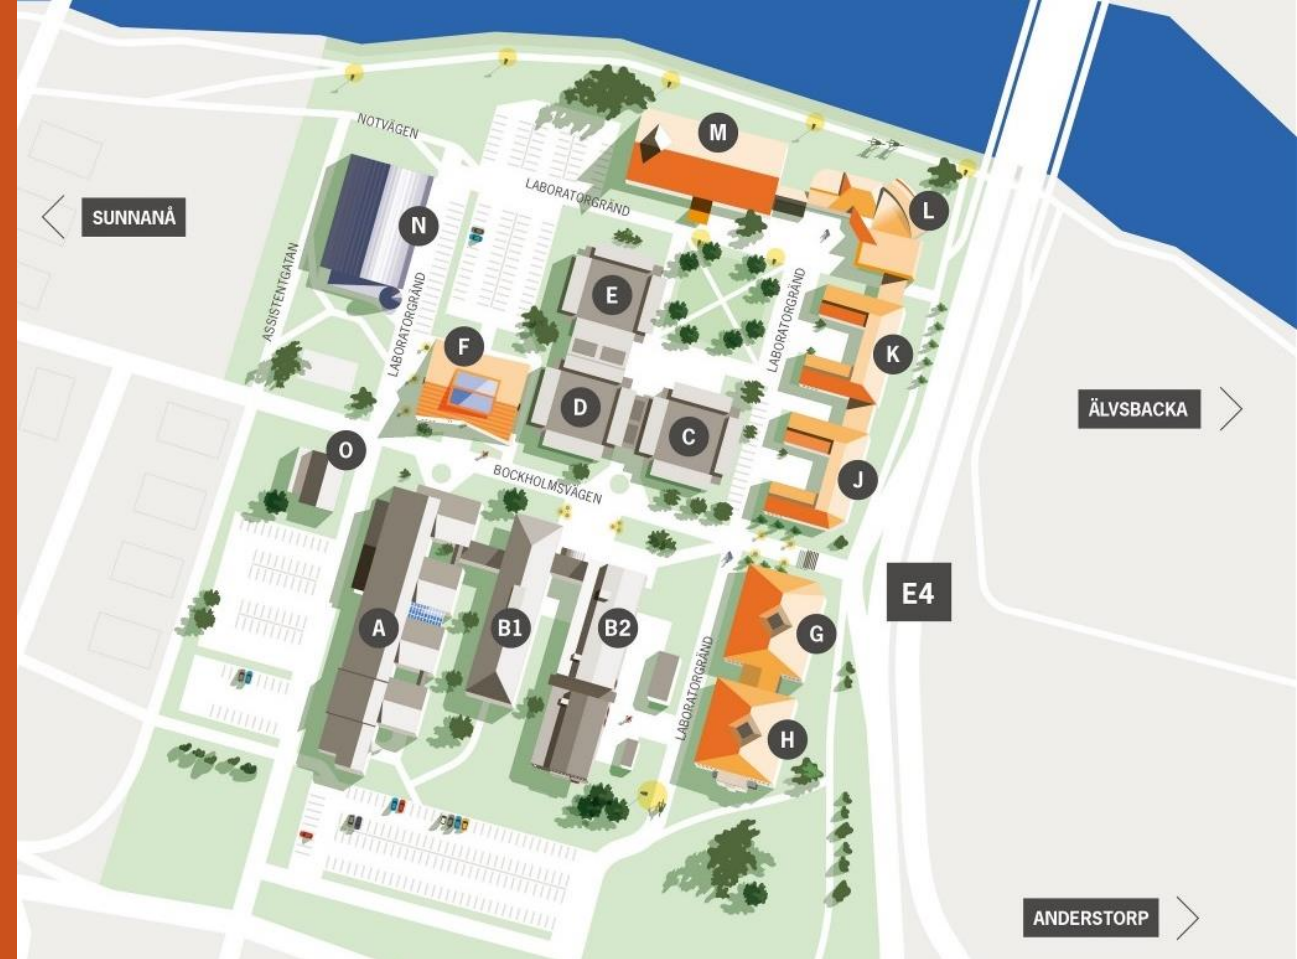 NOTVÄGEN
M
LABORATORGRÄND
SUNNANÅ
N
L
ASSISTENTGATAN
LABORATORGRÄND
E
LABORATORGRÄND
F
K
D
C
ÄLVSBACKA
O
BOCKHOLMSVÄGEN
J
E4
A
B1
B2
G
LABORATORGRÄND
H
ANDERSTORP